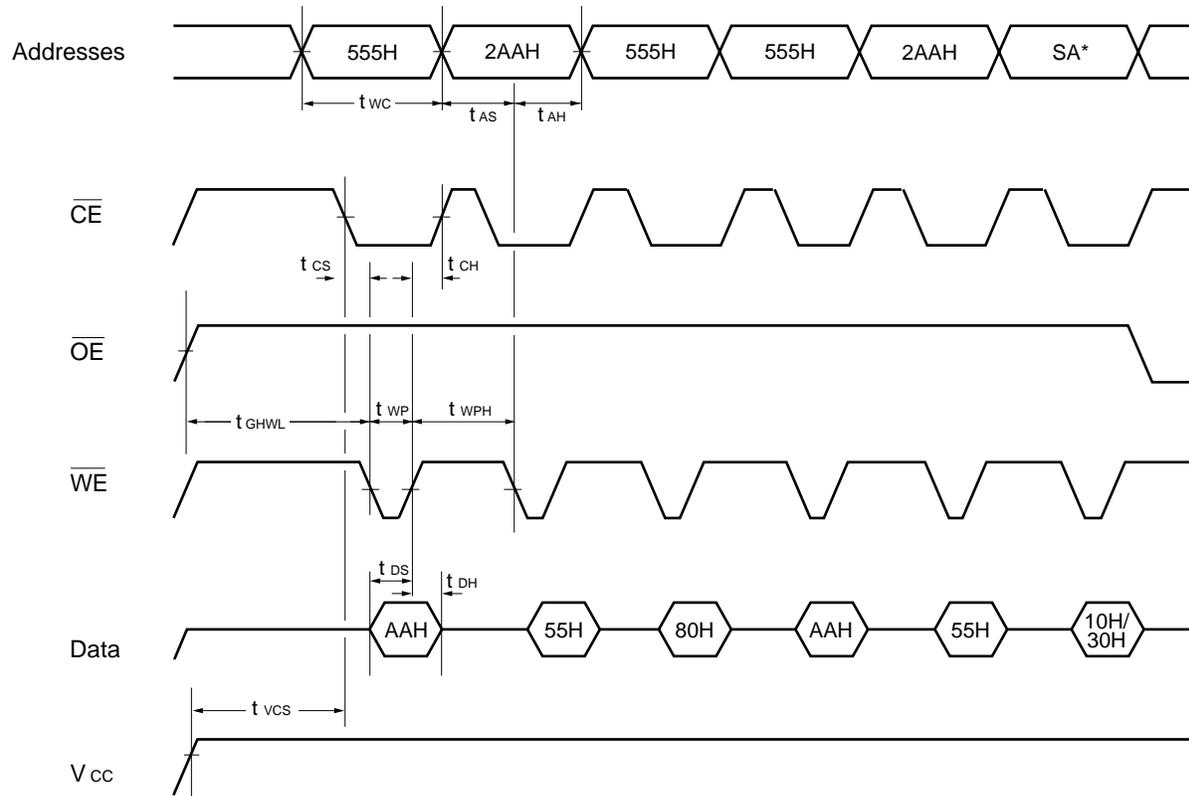 Addresses
555H
2AAH
555H
555H
2AAH
SA*
t WC
t AS
t AH
CE
t CS
t CH
OE
t GHWL
t WP
t WPH
WE
t DS
t DH
Data
AAH
55H
80H
AAH
55H
10H/
30H
t VCS
V CC